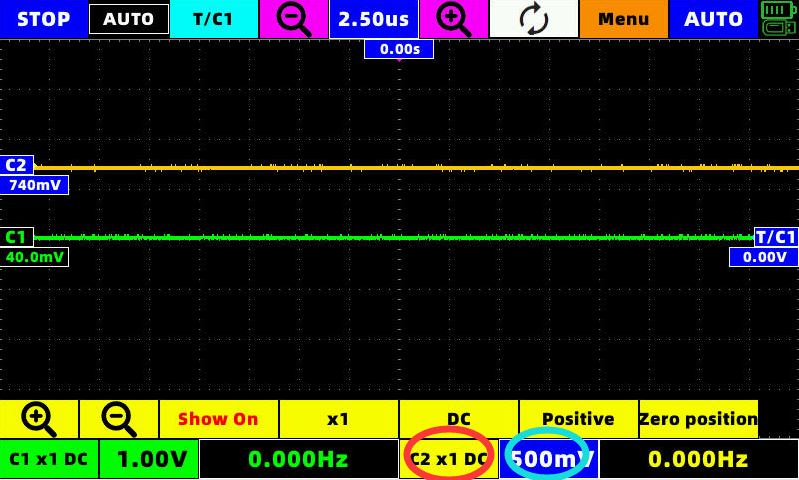 STOP AUTO T/C1 2.50us Menu AUTO
0.00s
C2
740mV
C1 T/C1
40.0mV 0.00V
Show On x1 DC Positive Zero position
C1 x1 DC 1.00V 0.000Hz C2 x1 DC 500mV 0.000Hz